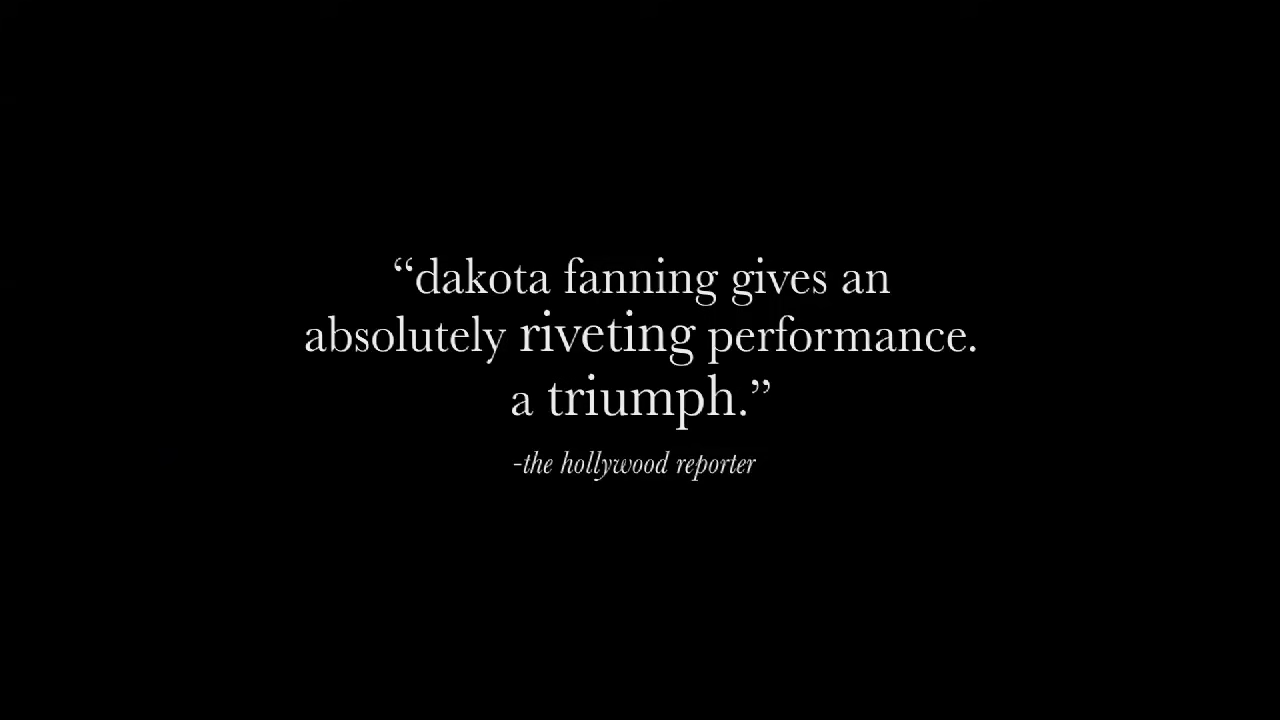 “dakota fanning gives an
absolutely riveting performance.
a triumph.”
-the hollywood reporter